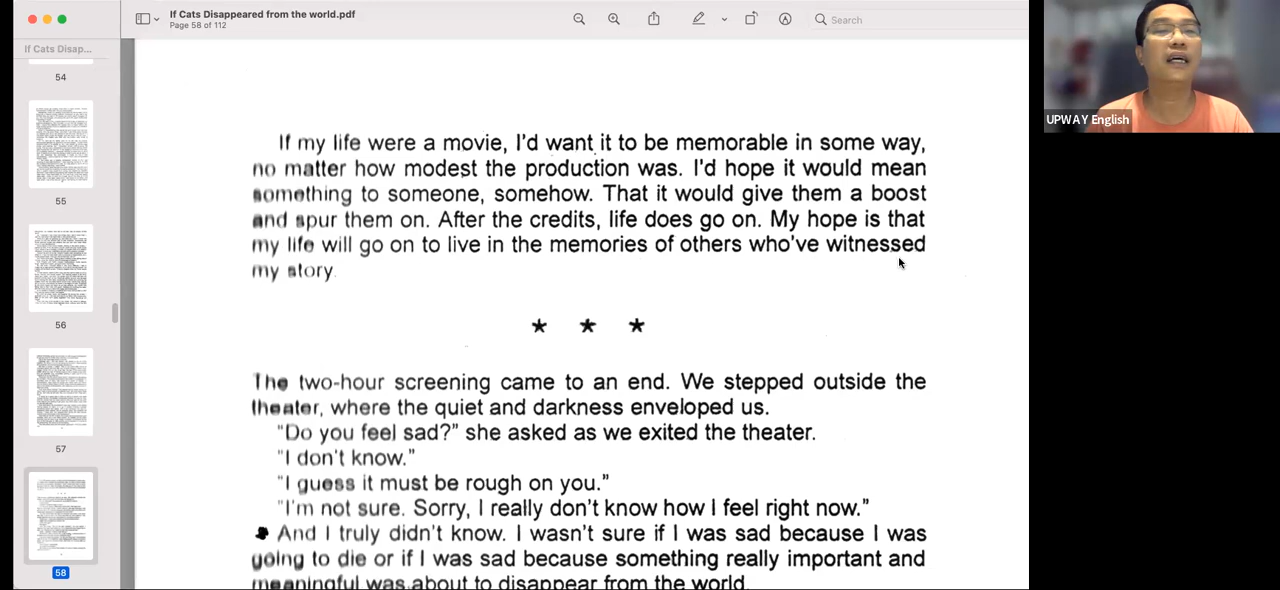 If Cats Disappeared from the world.pdf
Page 58 of 112
Search
If Cats Disap...
54
55
56
57
58
If my life were a movie, I'd want it to be memorable in some way,
no matter how modest the production was. I'd hope it would mean
something to someone, somehow. That it would give them a boost
and spur them on. After the credits, life does go on. My hope is that
my life will go on to live in the memories of others who've witnessed
my story.
* * *
The two-hour screening came to an end. We stepped outside the
theater, where the quiet and darkness enveloped us.
"Do you feel sad?" she asked as we exited the theater.
"I don't know."
"I guess it must be rough on you."
"I'm not sure. Sorry, I really don't know how I feel right now."
And I truly didn't know. I wasn't sure if I was sad because I was
going to die or if I was sad because something really important and
meaningful was about to disappear from the world.
UPWAY English